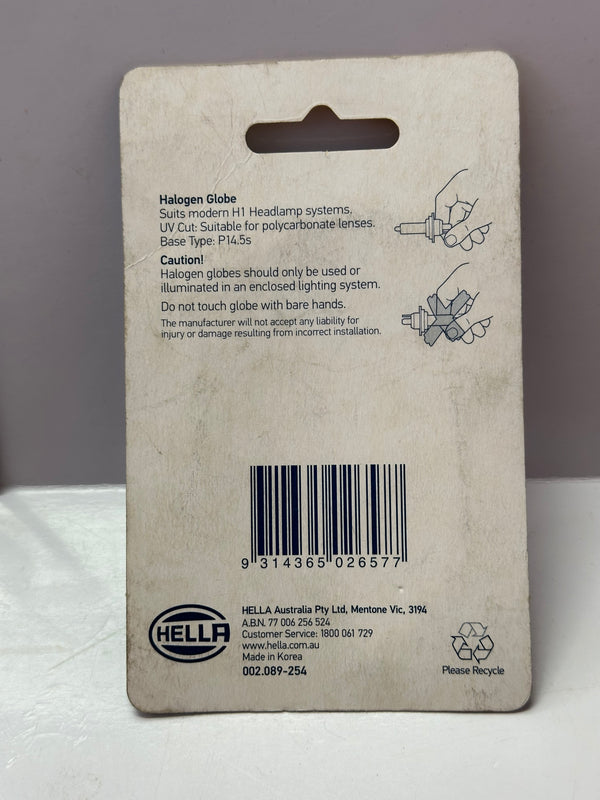 Halogen Globe
Suits modern H1 Headlamp systems,
UV Cut: Suitable for polycarbonate lenses.
Base Type: P14.5s
Caution!
Halogen globes should only be used or
illuminated in an enclosed lighting system.
Do not touch globe with bare hands.
The manufacturer will not accept any liability for
injury or damage resulting from incorrect installation.
9 314365 026577
HELLA
HELLA Australia Pty Ltd, Mentone Vic, 3194
A.B.N. 77 006 256 524
Customer Service: 1800 061 729
www.hella.com.au
Made in Korea
002.089-254
Please Recycle